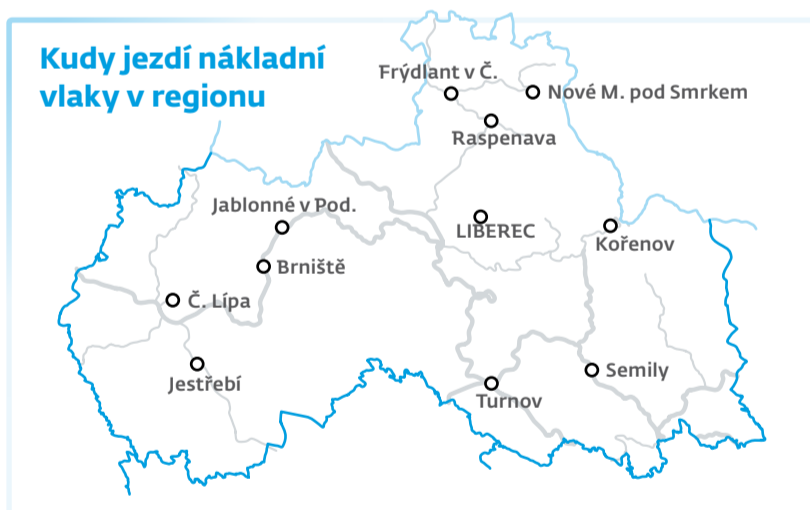 Kudy jezdí nákladní
vlaky v regionu
Frýdlant v Č.
Nové M. pod Smrkem
Raspenava
Jablonné v Pod.
LIBEREC
Kořenov
Brniště
Č. Lípa
Jestřebí
Semily
Turnov